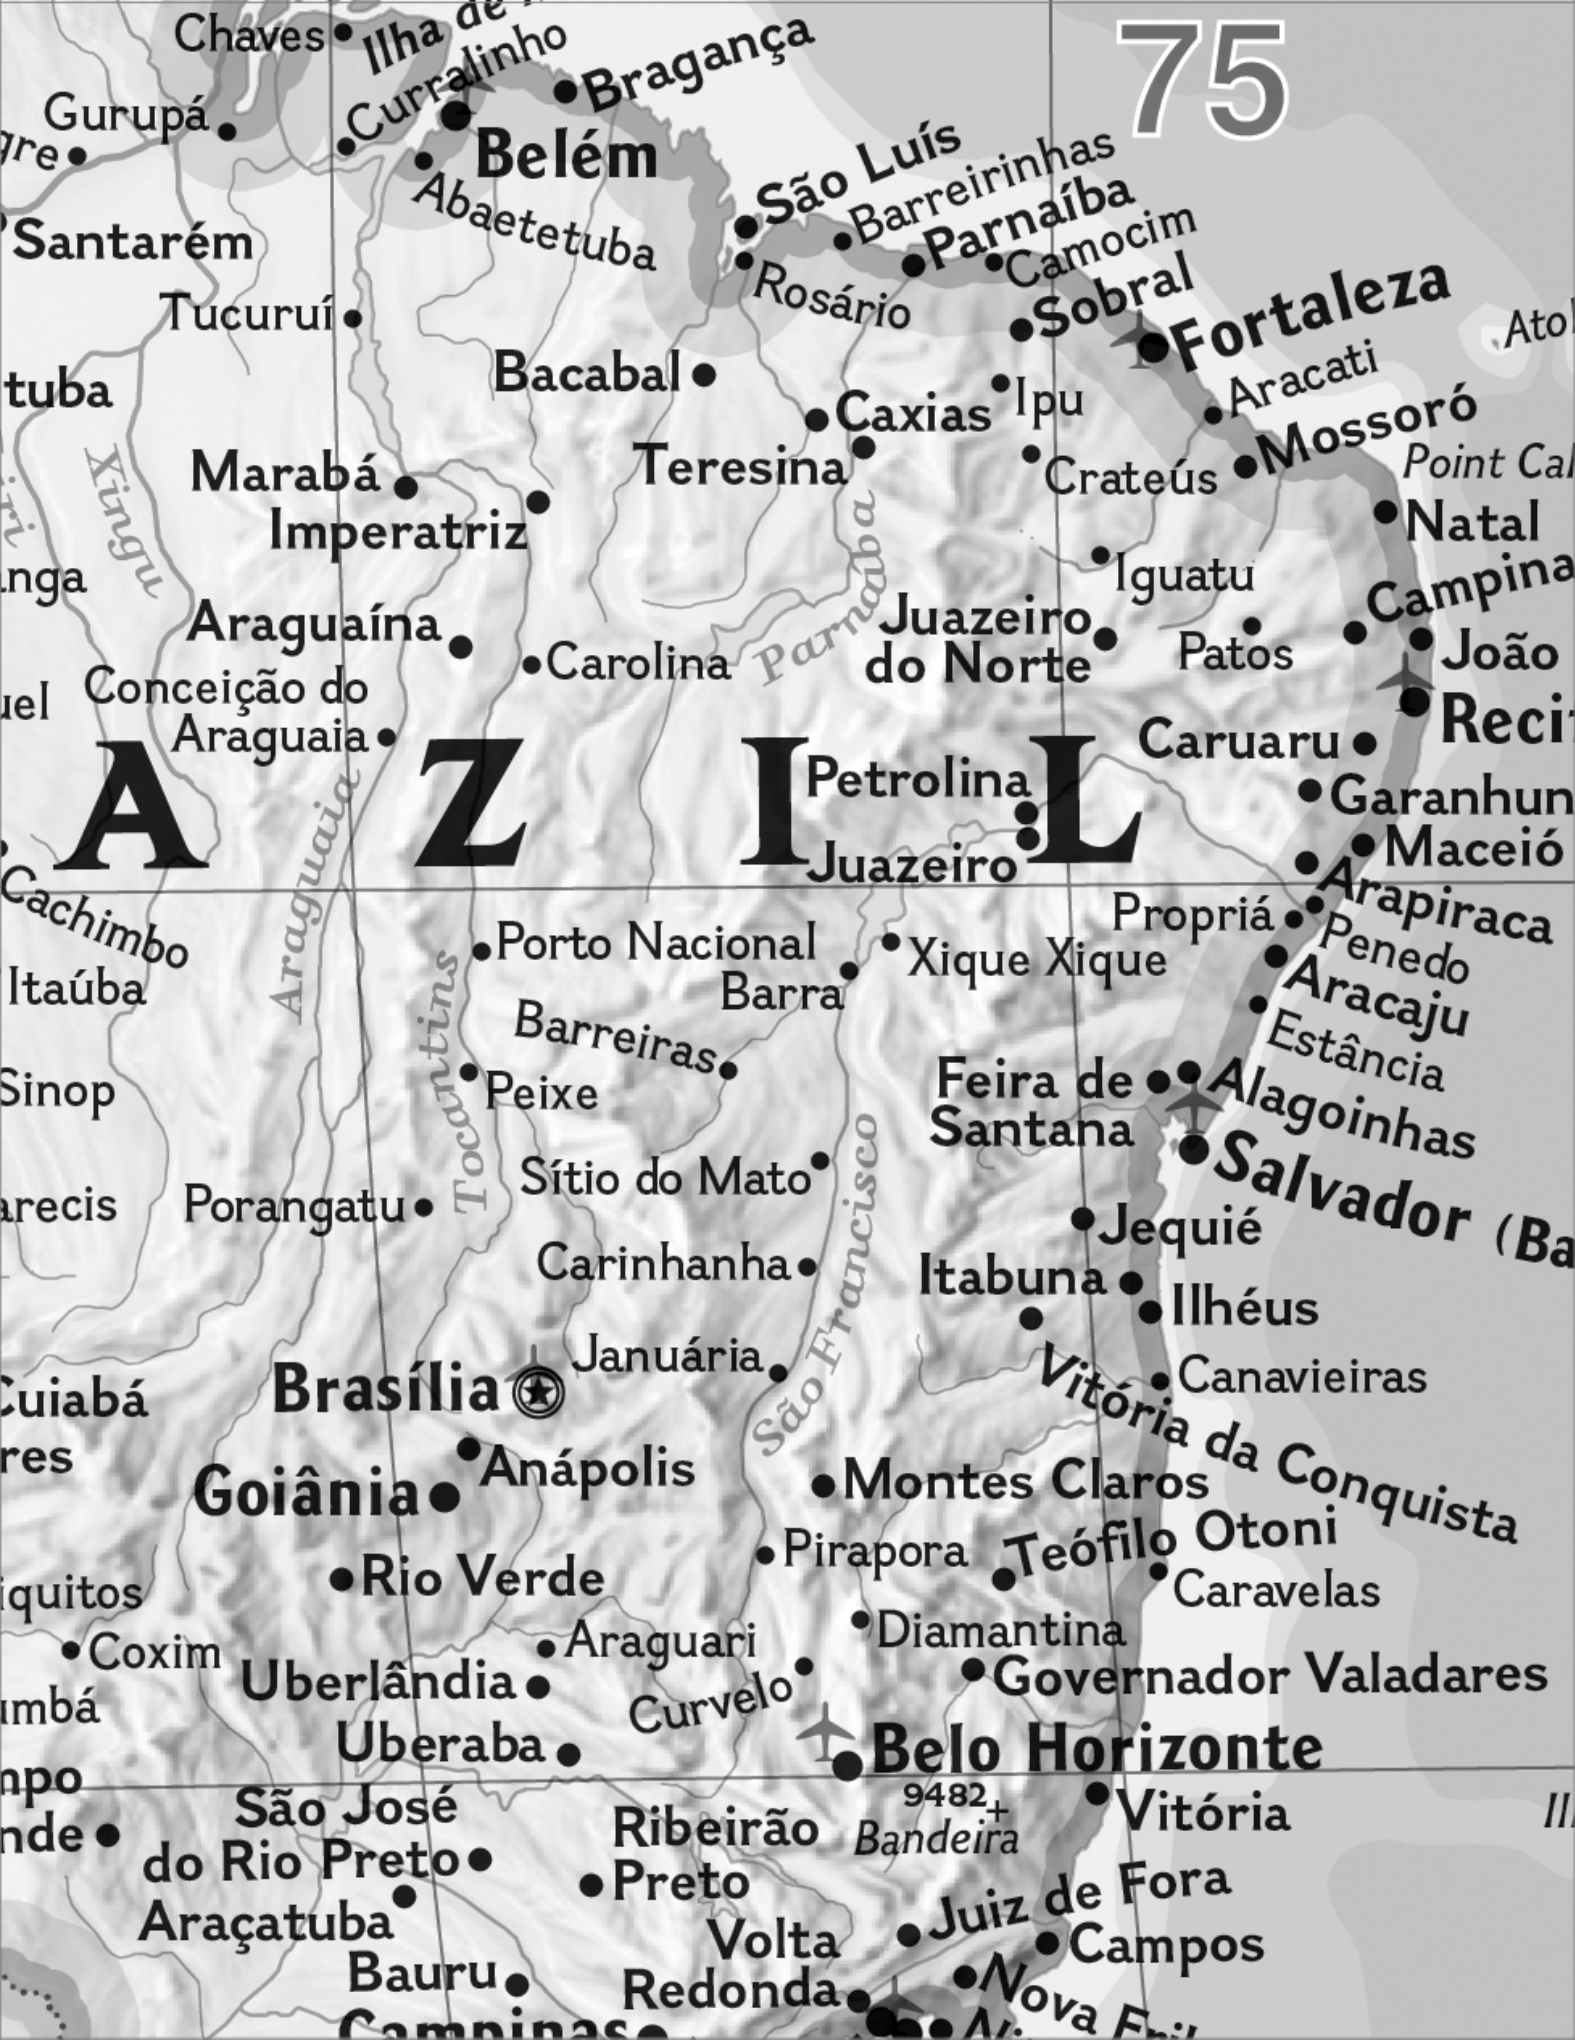 75
Chaves
Ilha de
Curralinho
Bragança
Gurupá
gre
Belém
Abaetetuba
São Luís
Barreirinhas
Parnaíba
Camocim
Santarém
Rosário
Sobral
Fortaleza
Tucuruí
Aracati
tuba
Bacabal
Ipu
Caxias
Mossoró
Marabá
Teresina
Crateús
Point Cal
Xingu
Imperatriz
Natal
Iguatu
Campina
Araguaína
Juazeiro
do Norte
Patos
João
Carolina
Parnaíba
Conceição do
Araguaia
uel
Caruaru
A Z I L
Petrolina
Garanhun
Juazeiro
Maceió
Arapiraca
Cachimbo
Araguaia
Porto Nacional
Propriá
Penedo
Xique Xique
Barra
Aracaju
Itaúba
Tocantins
Barreiras
Estância
Sinop
Peixe
Feira de
Santana
Alagoinhas
Salvador (Ba
Sítio do Mato
arecis
Porangatu
São Francisco
Jequié
Carinhanha
Itabuna
Ilhéus
Januária
Brasília
Canavieiras
Vitória da Conquista
Cuiabá
res
Anápolis
Goiânia
Montes Claros
Pirapora
Teófilo Otoni
Rio Verde
Caravelas
iquitos
Diamantina
Coxim
Araguari
Uberlândia
Governador Valadares
Curvelo
umbá
Uberaba
Belo Horizonte
mpo
nde
9482
Bandeira
Vitória
São José
do Rio Preto
Ribeirão
Preto
Araçatuba
Juiz de Fora
Volta
Redonda
Campos
Bauru
Nova
Campinas